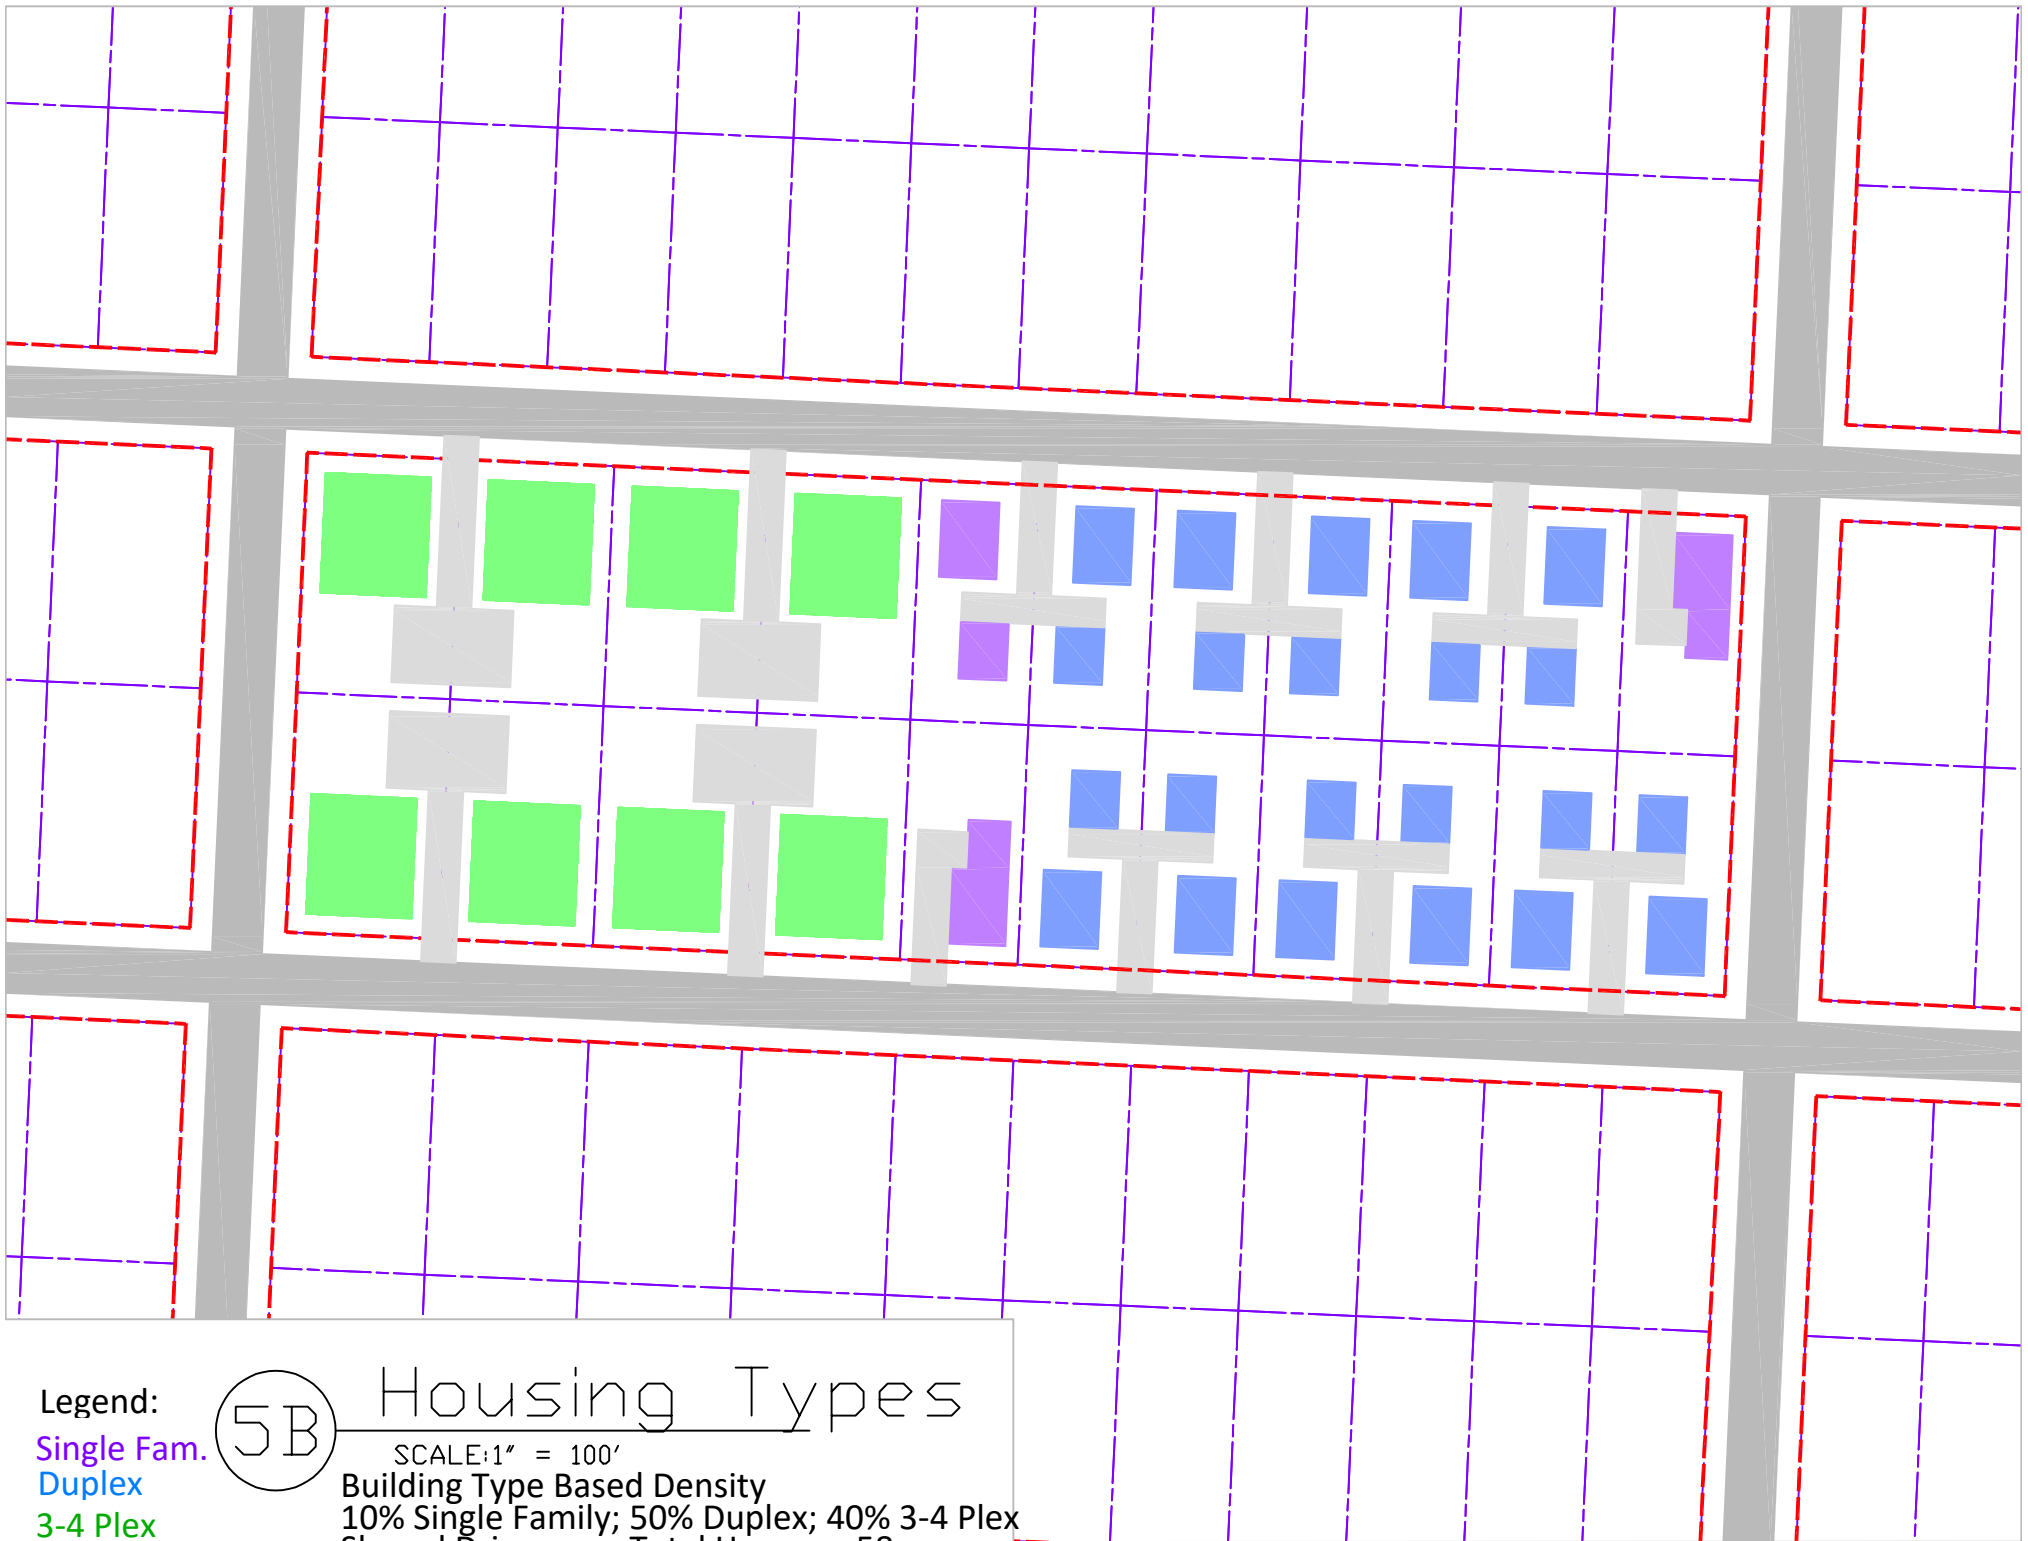 Legend:
Single Fam.
Duplex
3-4 Plex
5B
Housing Types
SCALE:1" = 100'
Building Type Based Density
10% Single Family; 50% Duplex; 40% 3-4 Plex